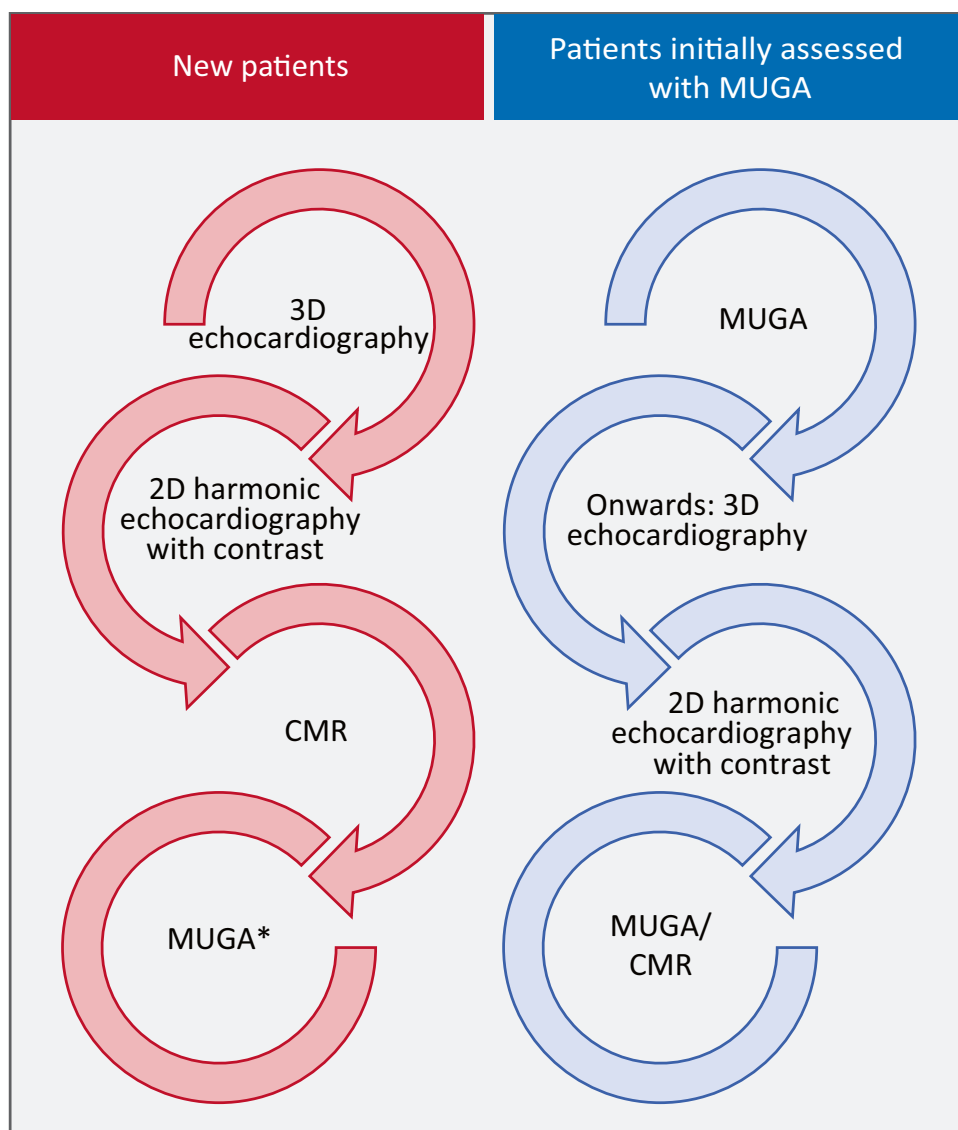 New patients
Patients initially assessed
with MUGA
3D
echocardiography
2D harmonic
echocardiography
with contrast
CMR
MUGA*
MUGA
Onwards: 3D
echocardiography
2D harmonic
echocardiography
with contrast
MUGA/
CMR